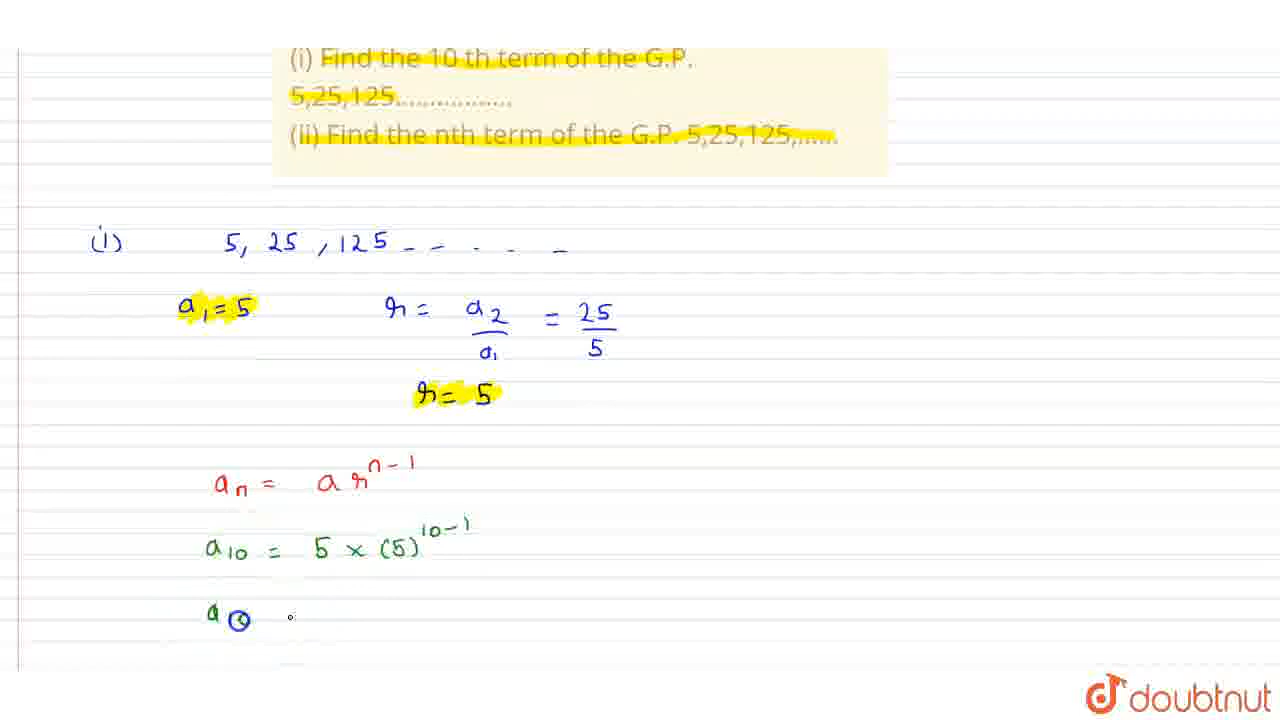 (i) Find the 10 th term of the G.P.
5,25,125..................
(ii) Find the nth term of the G.P. 5,25,125,......
(i) 5, 25 , 125 - - - - -
a₁ = 5 r = a₂/a₁ = 25/5
r = 5
aₙ = a rⁿ⁻¹
a₁₀ = 5 × (5)¹⁰⁻¹
a
doubtnut